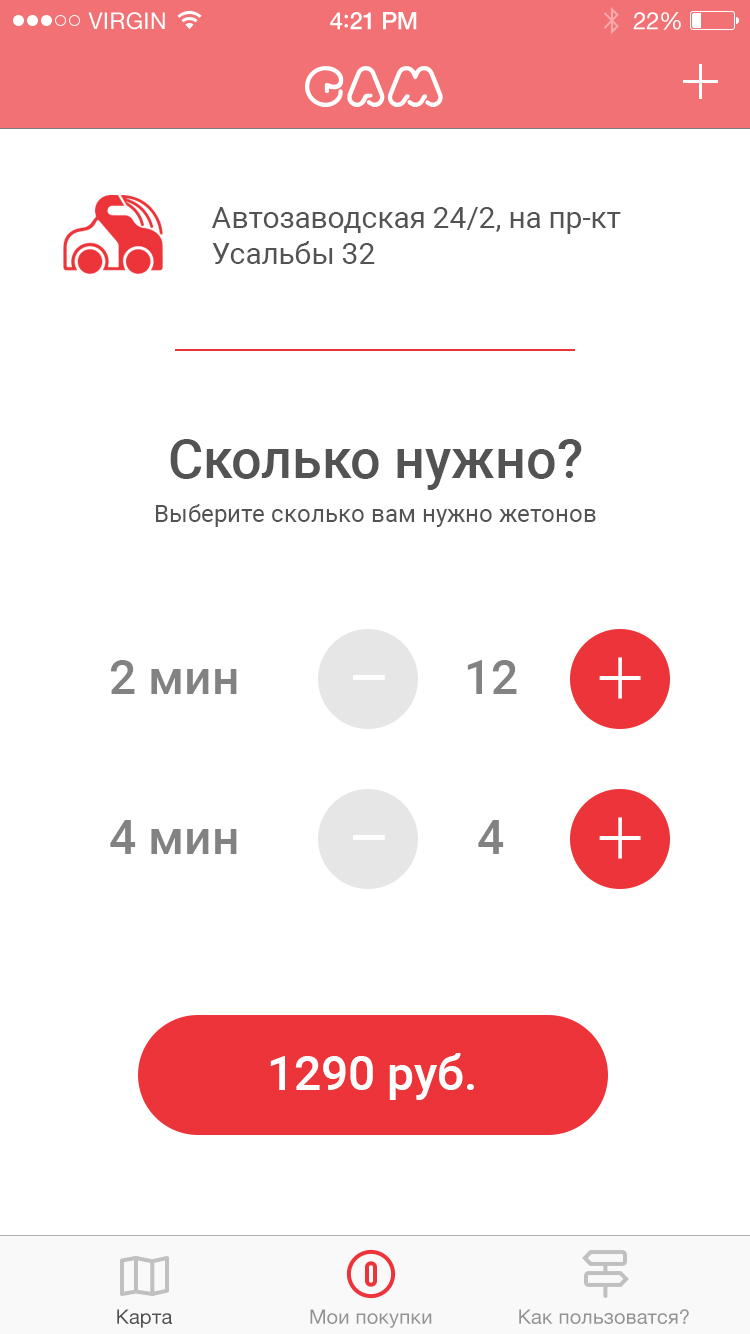 VIRGIN 4:21 PM 22%
САМ
Автозаводская 24/2, на пр-кт
Усальбы 32
Сколько нужно?
Выберите сколько вам нужно жетонов
2 мин − 12 +
4 мин − 4 +
1290 руб.
Карта Мои покупки Как пользоватся?